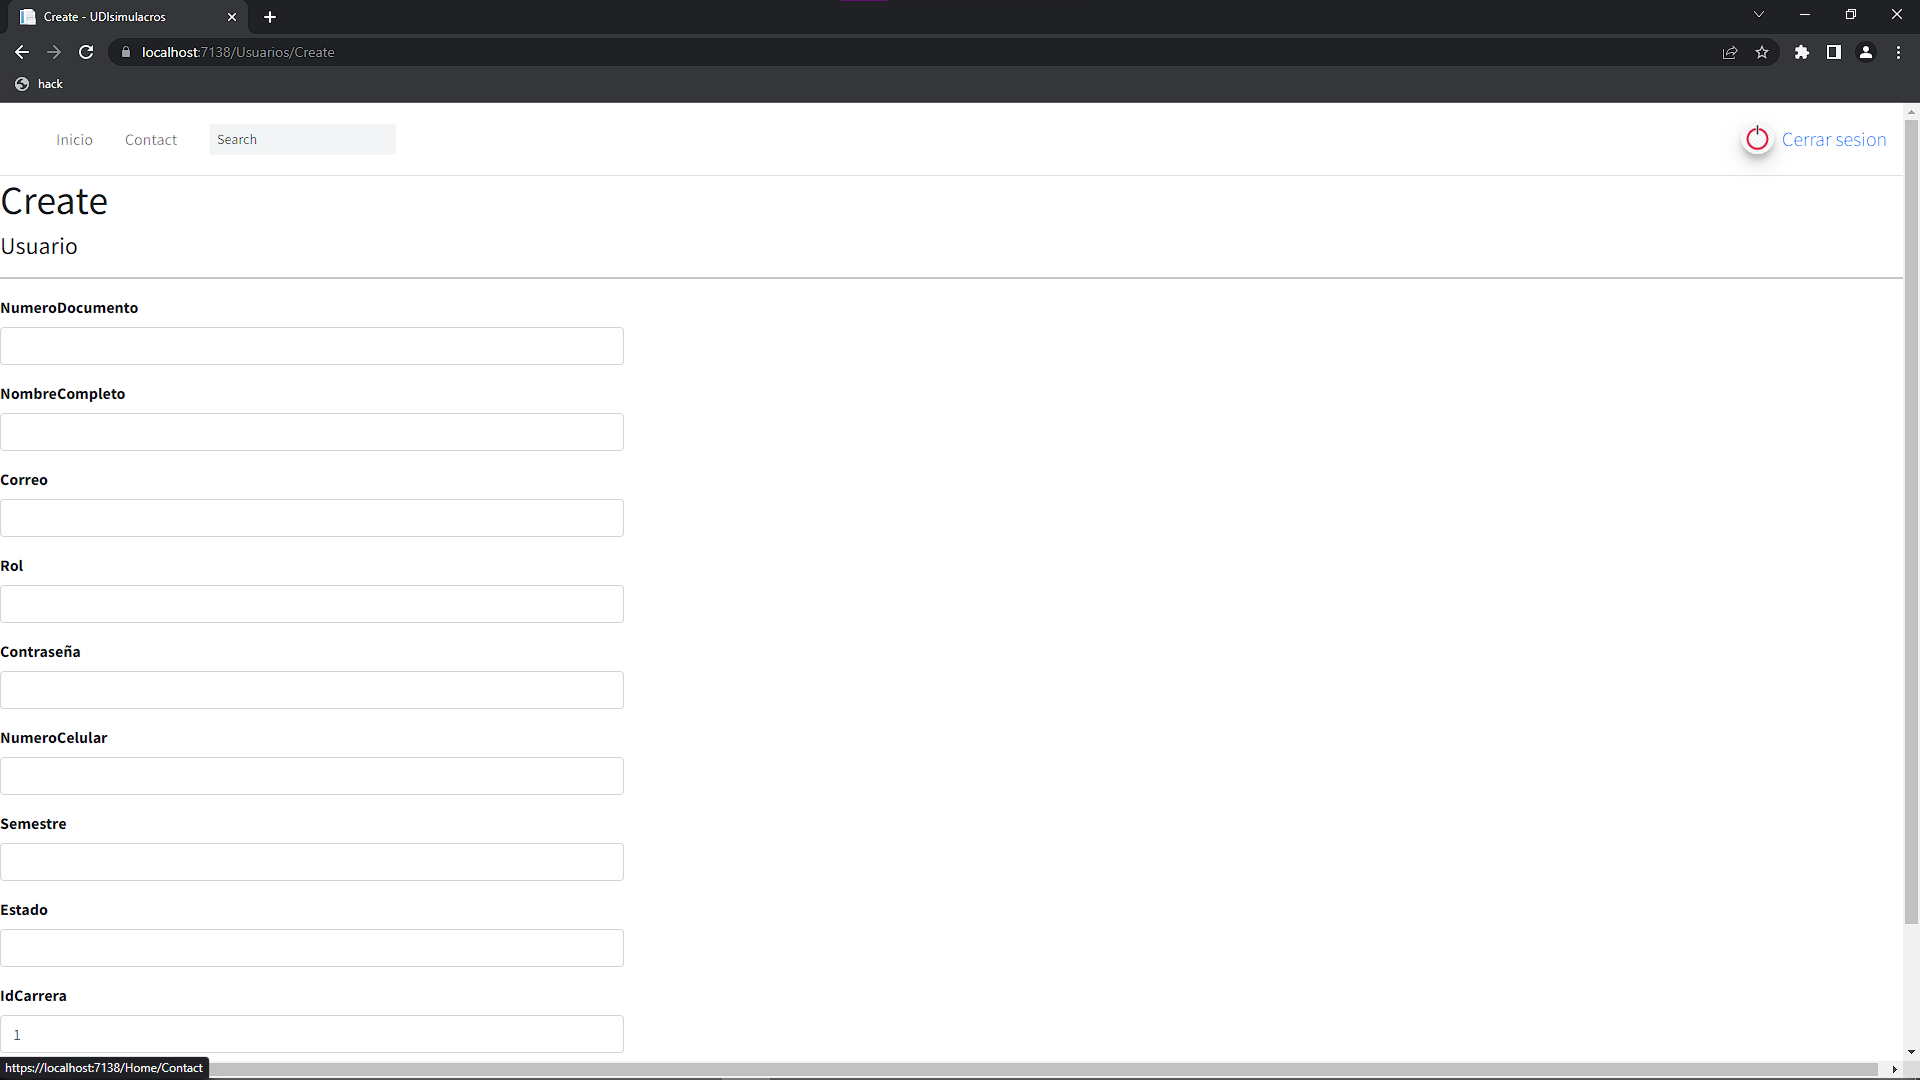 Create - UDIsimulacros
localhost:7138/Usuarios/Create
hack
Inicio Contact Search Cerrar sesion
Create
Usuario
NumeroDocumento
NombreCompleto
Correo
Rol
Contraseña
NumeroCelular
Semestre
Estado
IdCarrera
1
https://localhost:7138/Home/Contact